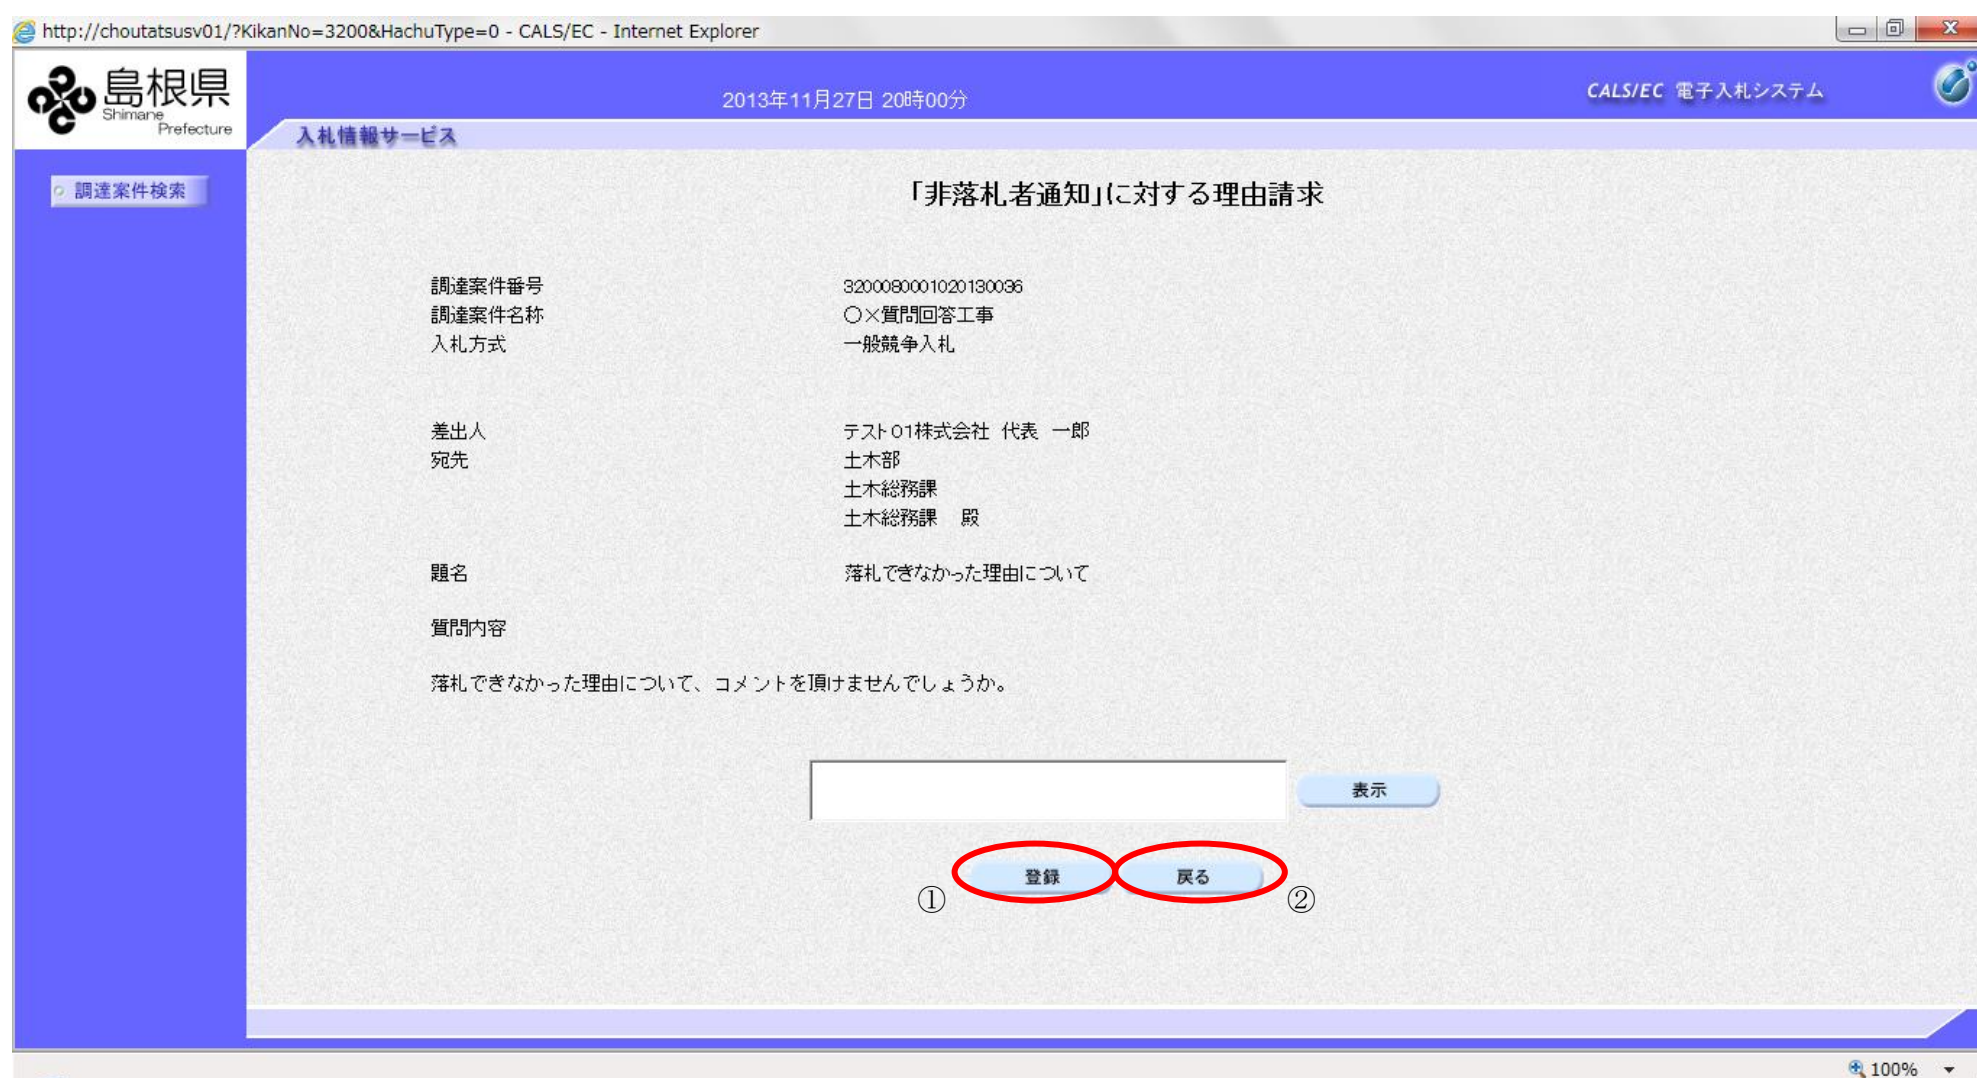 http://choutatsusv01/?KikanNo=3200&HachuType=0 - CALS/EC - Internet Explorer
島根県
Shimane
Prefecture
2013年11月27日 20時00分
CALS/EC 電子入札システム
入札情報サービス
調達案件検索
「非落札者通知」に対する理由請求
調達案件番号 3200080001020130036
調達案件名称 〇×質問回答工事
入札方式 一般競争入札
差出人 テスト01株式会社 代表 一郎
宛先 土木部
土木総務課
土木総務課 殿
題名 落札できなかった理由について
質問内容
落札できなかった理由について、コメントを頂けませんでしょうか。
表示
① 登録 戻る ②
100%